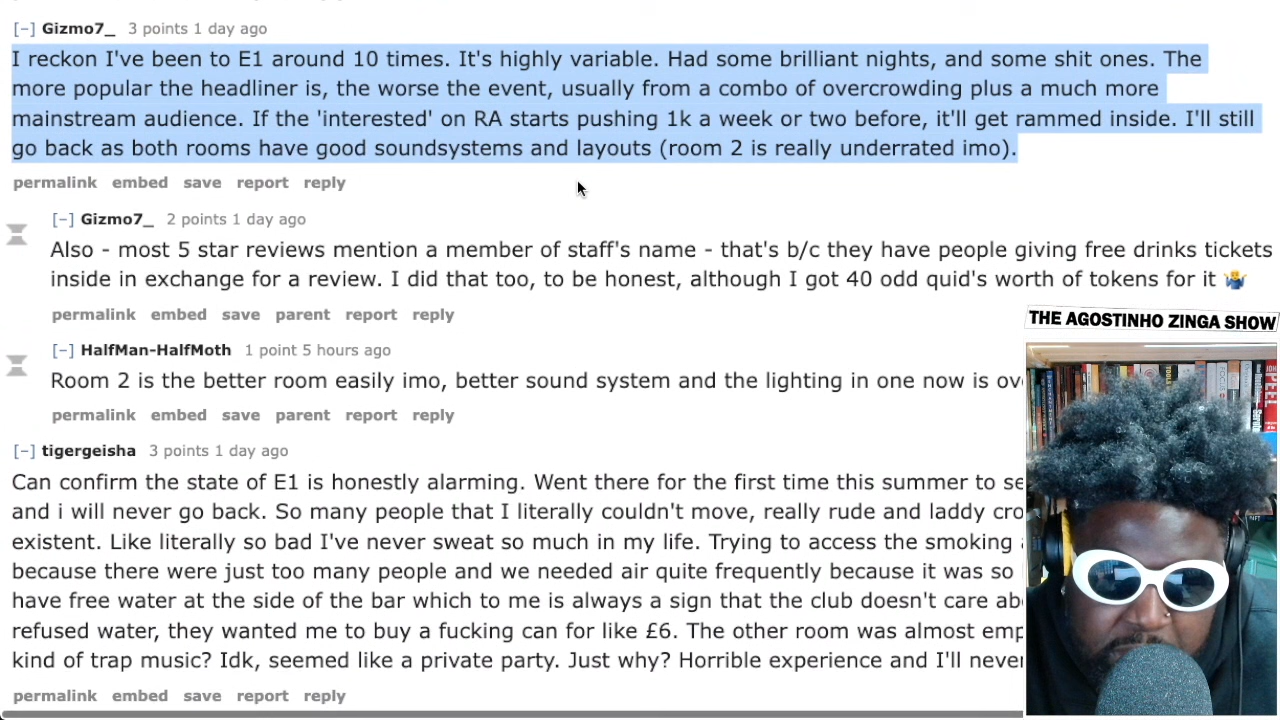 [–] Gizmo7_ 3 points 1 day ago
I reckon I've been to E1 around 10 times. It's highly variable. Had some brilliant nights, and some shit ones. The
more popular the headliner is, the worse the event, usually from a combo of overcrowding plus a much more
mainstream audience. If the 'interested' on RA starts pushing 1k a week or two before, it'll get rammed inside. I'll still
go back as both rooms have good soundsystems and layouts (room 2 is really underrated imo).
permalink embed save report reply
[–] Gizmo7_ 2 points 1 day ago
Also - most 5 star reviews mention a member of staff's name - that's b/c they have people giving free drinks tickets
inside in exchange for a review. I did that too, to be honest, although I got 40 odd quid's worth of tokens for it 🤷‍♂️
permalink embed save parent report reply
THE AGOSTINHO ZINGA SHOW
[–] HalfMan-HalfMoth 1 point 5 hours ago
Room 2 is the better room easily imo, better sound system and the lighting in one now is
permalink embed save parent report reply
[–] tigergeisha 3 points 1 day ago
Can confirm the state of E1 is honestly alarming. Went there for the first time this summer to
and i will never go back. So many people that I literally couldn't move, really rude and laddy
existent. Like literally so bad I've never sweat so much in my life. Trying to access the smoking
because there were just too many people and we needed air quite frequently because it was so
have free water at the side of the bar which to me is always a sign that the club doesn't care
refused water, they wanted me to buy a fucking can for like £6. The other room was almost
kind of trap music? Idk, seemed like a private party. Just why? Horrible experience and I'll
permalink embed save report reply